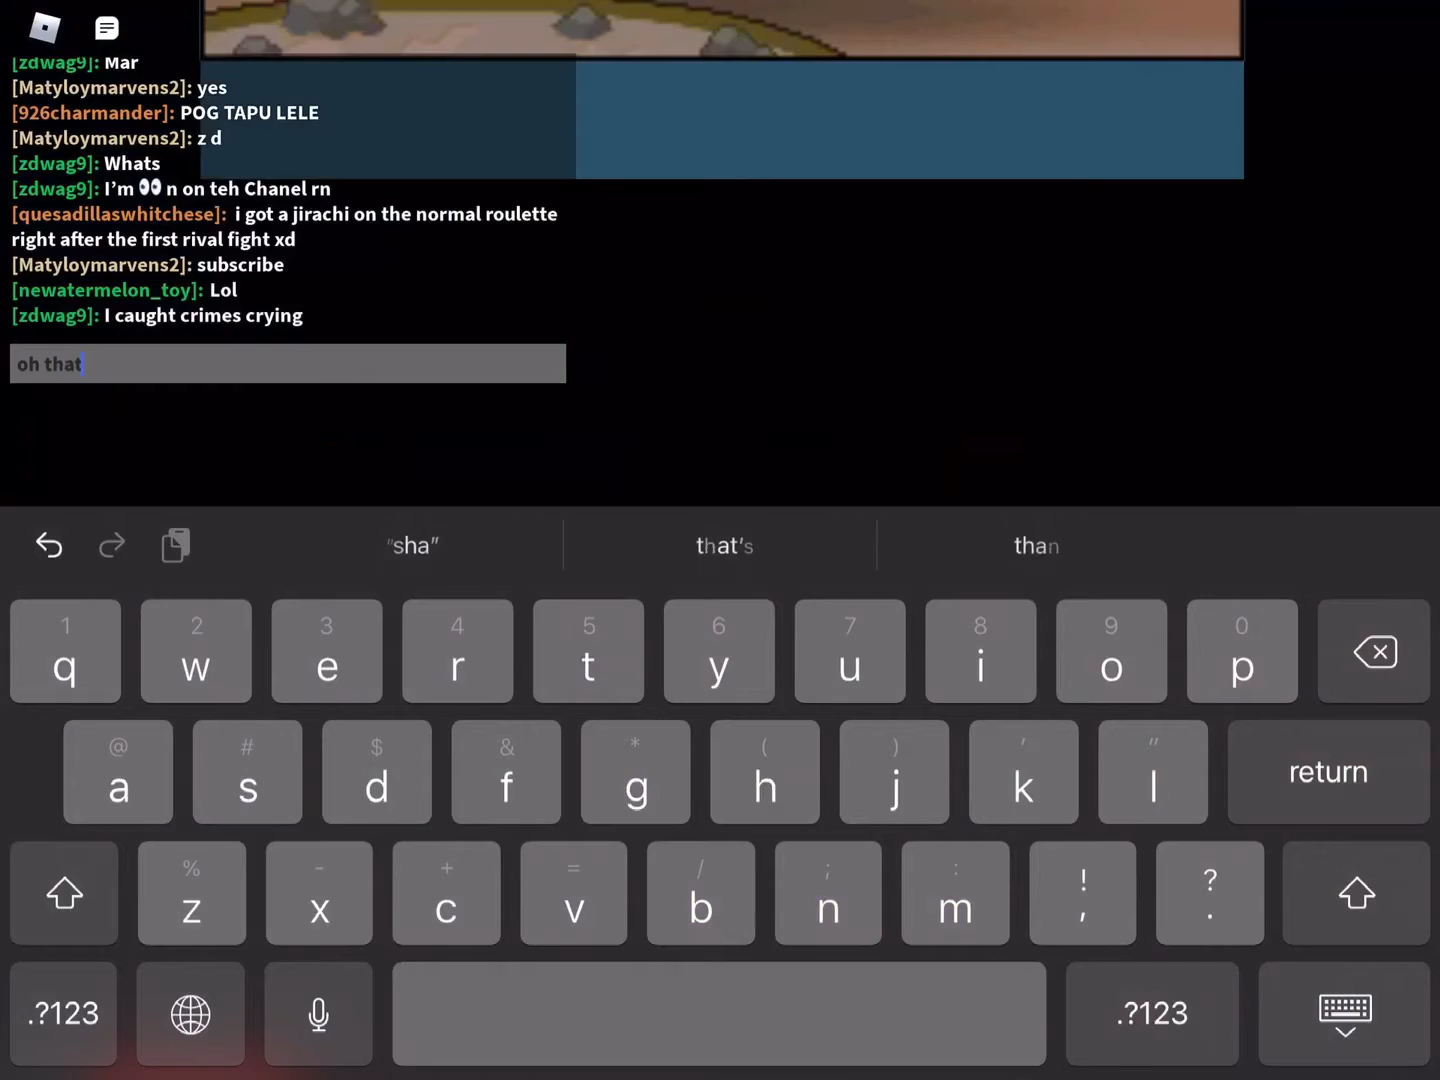 [zdwag9]: Mar
[Matyloymarvens2]: yes
[926charmander]: POG TAPU LELE
[Matyloymarvens2]: z d
[zdwag9]: Whats
[zdwag9]: I’m 👀 n on teh Chanel rn
[quesadillaswhitchese]: i got a jirachi on the normal roulette
right after the first rival fight xd
[Matyloymarvens2]: subscribe
[newatermelon_toy]: Lol
[zdwag9]: I caught crimes crying
oh that
“sha” that’s than
1 2 3 4 5 6 7 8 9 0
q w e r t y u i o p
@ # $ & * ( ) ' "
a s d f g h j k l return
% - + = / ; : ! ?
z x c v b n m , .
.?123 .?123